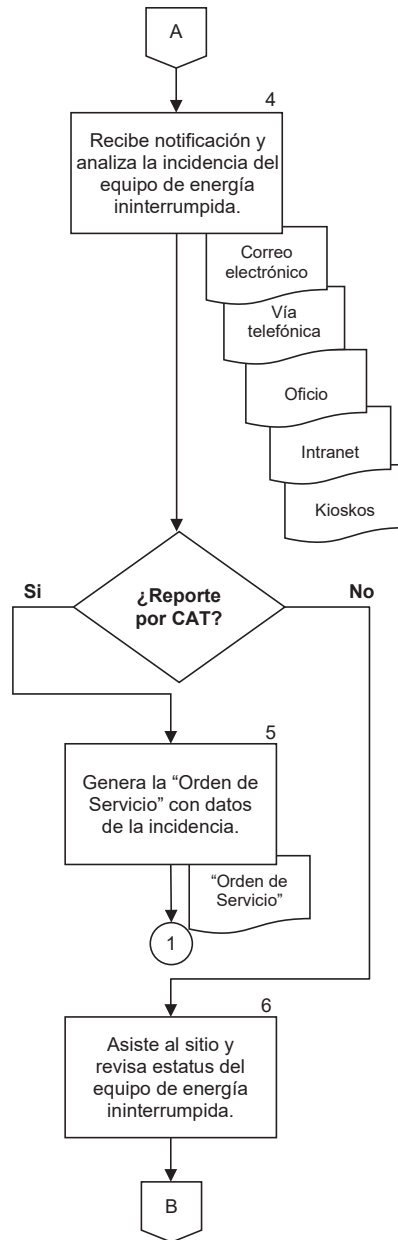 A
4
Recibe notificación y
analiza la incidencia del
equipo de energía
ininterrumpida.
Correo
electrónico
Vía
telefónica
Oficio
Intranet
Kioskos
Si
¿Reporte
por CAT?
No
5
Genera la “Orden de
Servicio” con datos
de la incidencia.
“Orden de
Servicio”
1
6
Asiste al sitio y
revisa estatus del
equipo de energía
ininterrumpida.
B